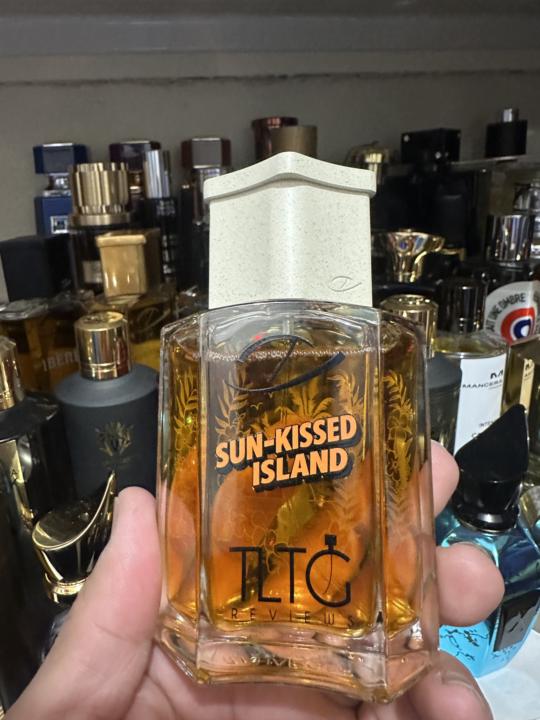 SUN-KISSED
ISLAND
TLTG
REVIEWS
MANCERA